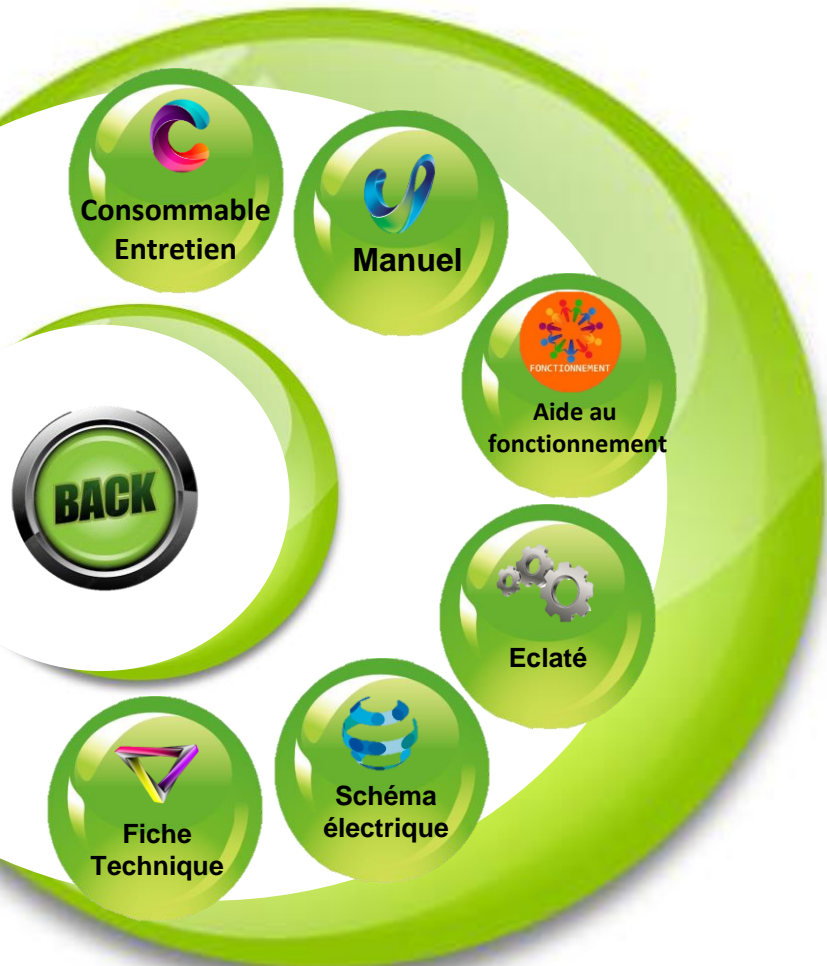 Consommable
Entretien
Manuel
FONCTIONNEMENT
Aide au
fonctionnement
BACK
Eclaté
Schéma
électrique
Fiche
Technique